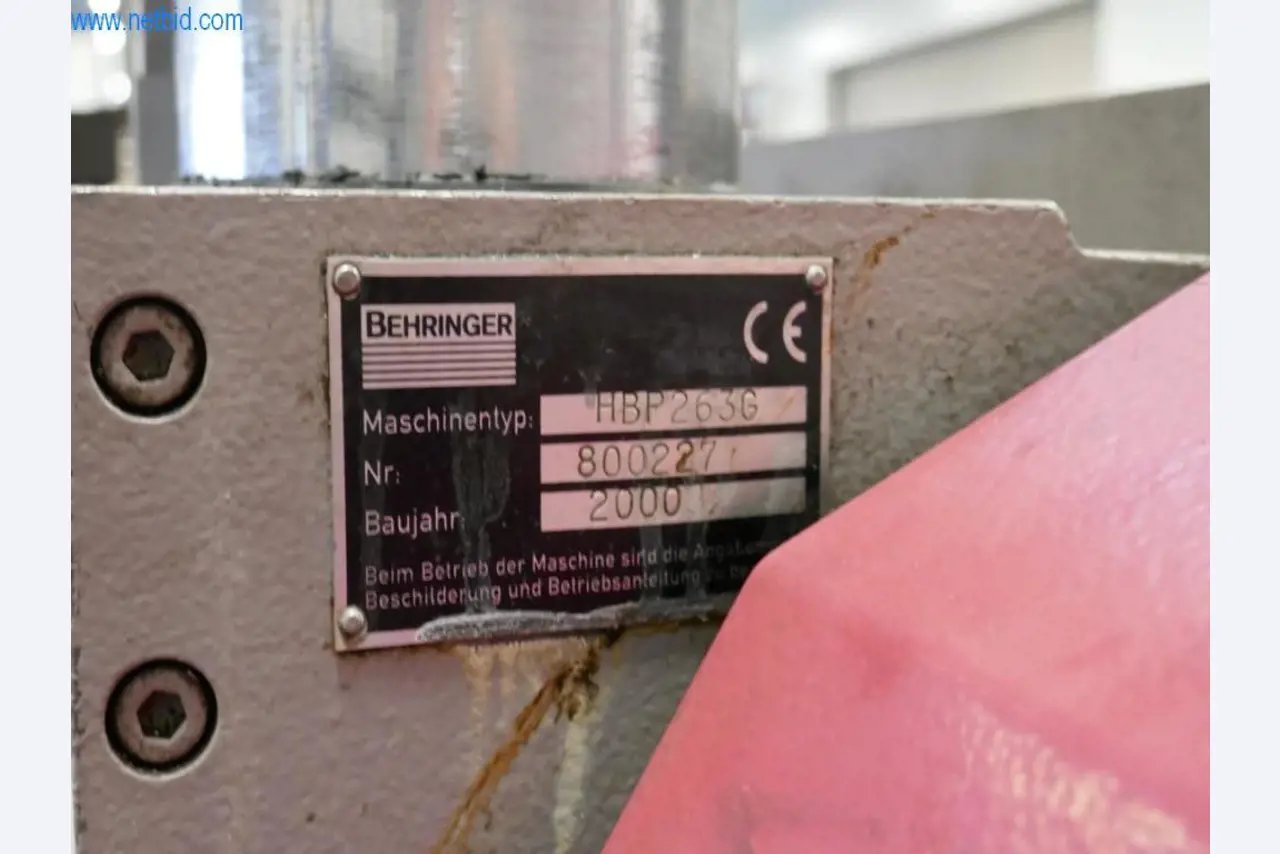 www.netbid.com
BEHRINGER
CE
Maschinentyp: HBP263G
Nr: 800227
Baujahr: 2000
Beim Betrieb der Maschine sind die
Beschilderung und Betriebsanleitung